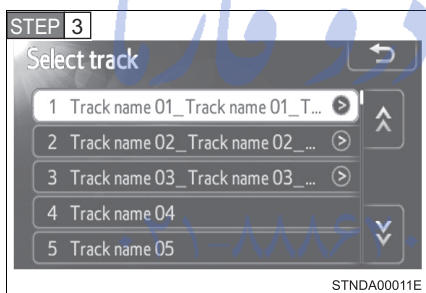 STEP 3
Select track
1 Track name 01_Track name 01_T...
2 Track name 02_Track name 02_...
3 Track name 03_Track name 03_...
4 Track name 04
5 Track name 05
STNDA00011E